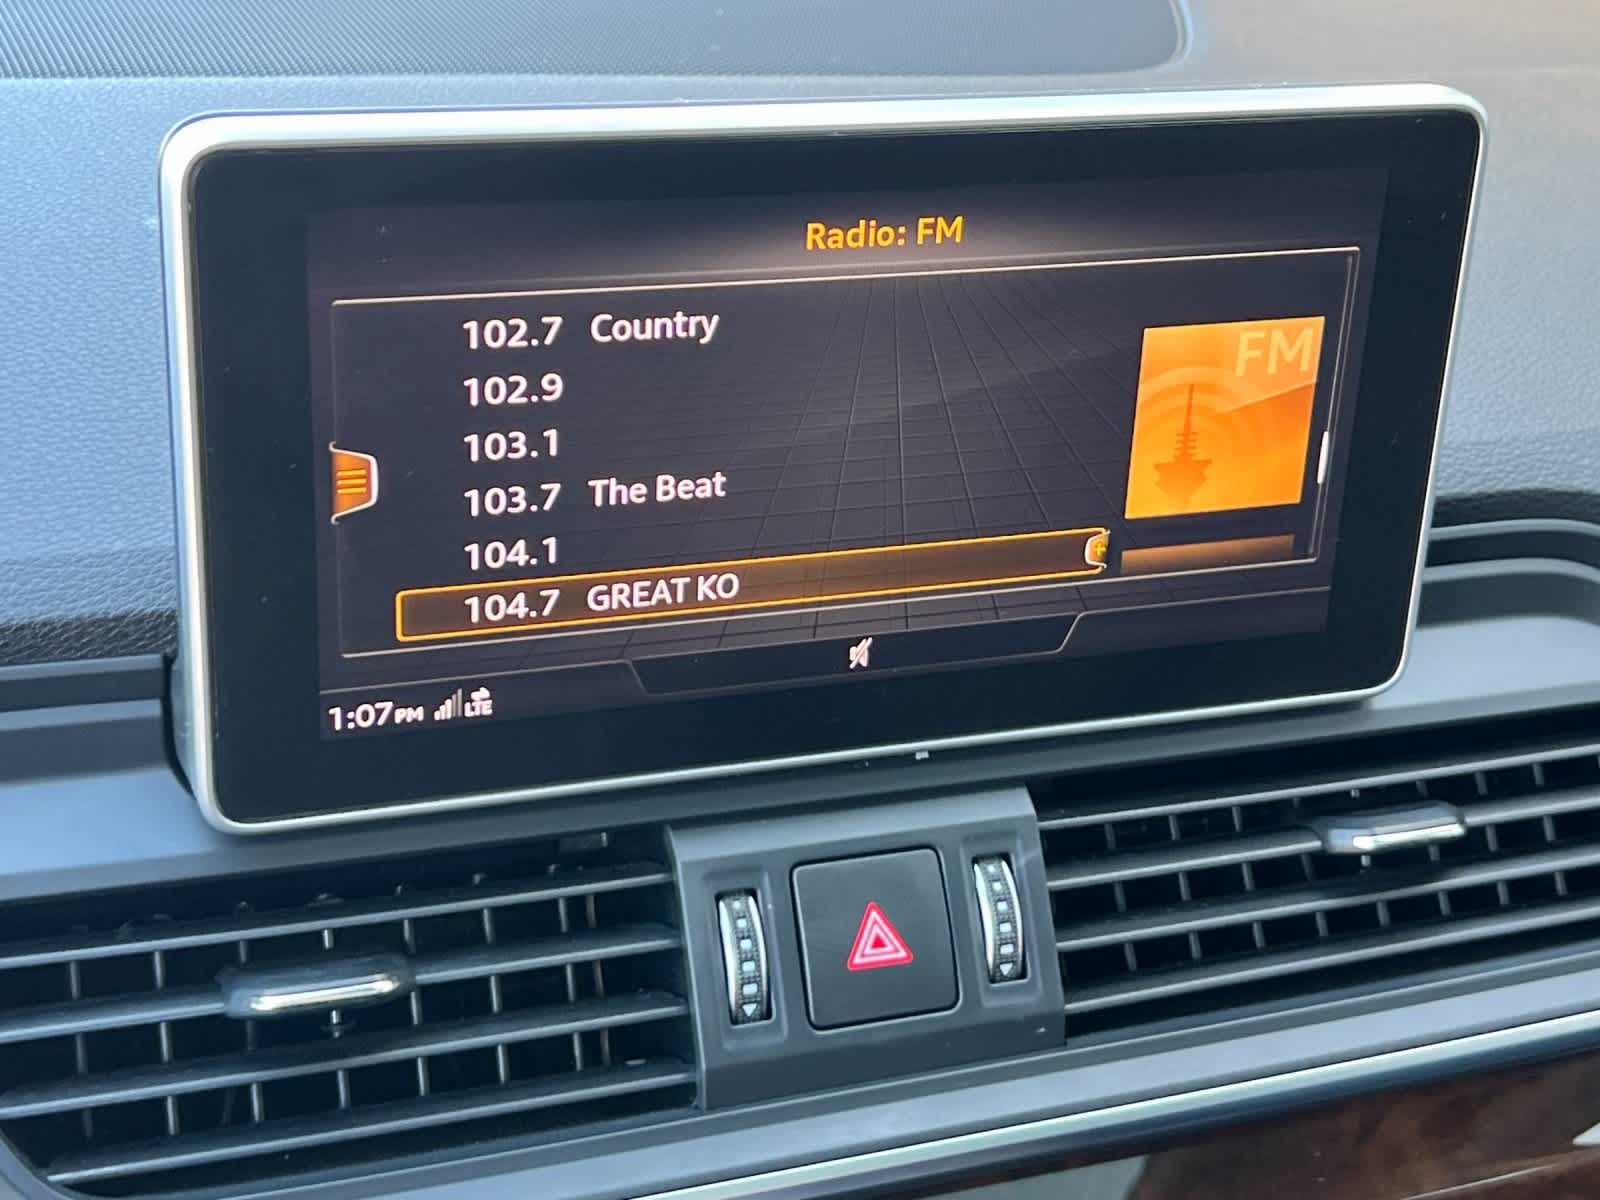 Radio: FM
102.7 Country
FM
102.9
103.1
103.7 The Beat
104.1
104.7 GREAT KO
1:07PM LTE